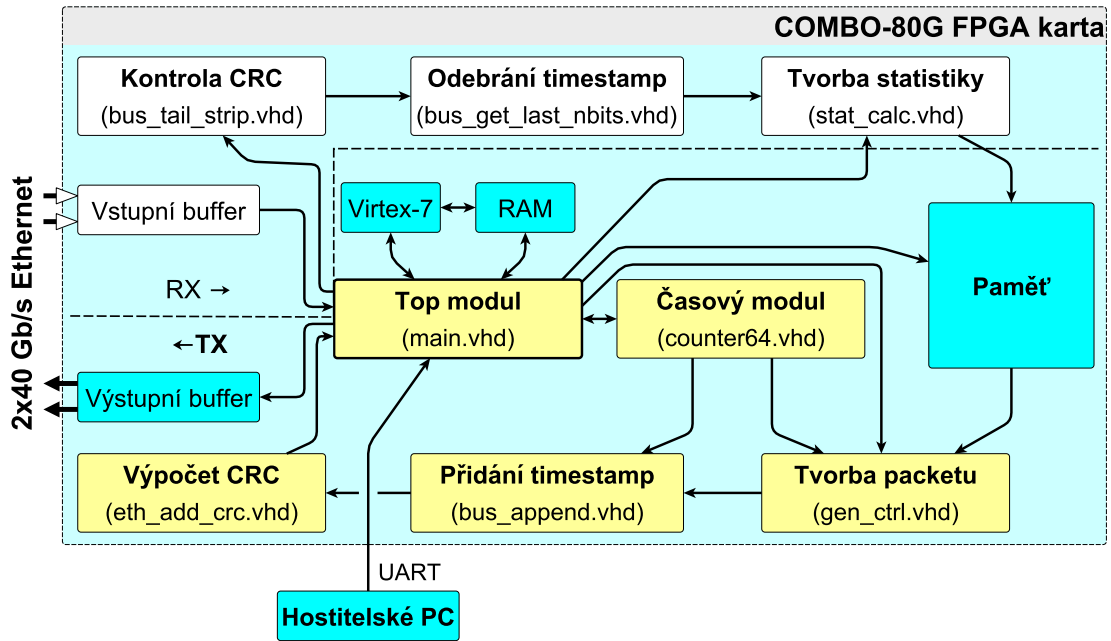 COMBO-80G FPGA karta
Kontrola CRC
(bus_tail_strip.vhd)
Odebrání timestamp
(bus_get_last_nbits.vhd)
Tvorba statistiky
(stat_calc.vhd)
2x40 Gb/s Ethernet
Vstupní buffer
Virtex-7
RAM
Paměť
RX →
Top modul
(main.vhd)
Časový modul
(counter64.vhd)
←TX
Výstupní buffer
Výpočet CRC
(eth_add_crc.vhd)
Přidání timestamp
(bus_append.vhd)
Tvorba packetu
(gen_ctrl.vhd)
UART
Hostitelské PC